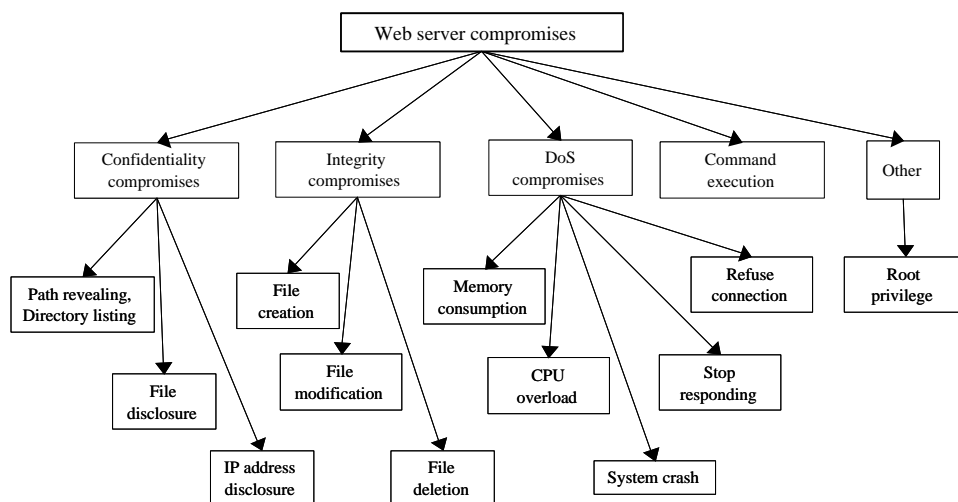 Web server compromises
Confidentiality
compromises
Integrity
compromises
DoS
compromises
Command
execution
Other
Path revealing,
Directory listing
File
creation
Memory
consumption
Refuse
connection
Root
privilege
File
disclosure
File
modification
CPU
overload
Stop
responding
IP address
disclosure
File
deletion
System crash